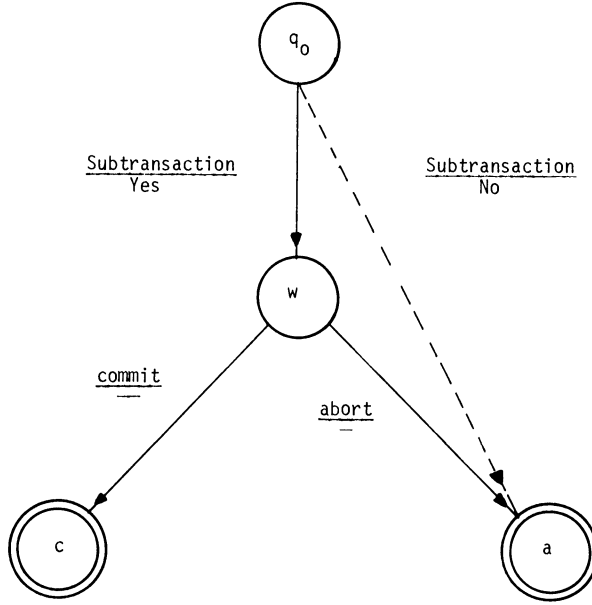 q₀
Subtransaction
Yes
Subtransaction
No
w
commit
—
abort
—
c
a